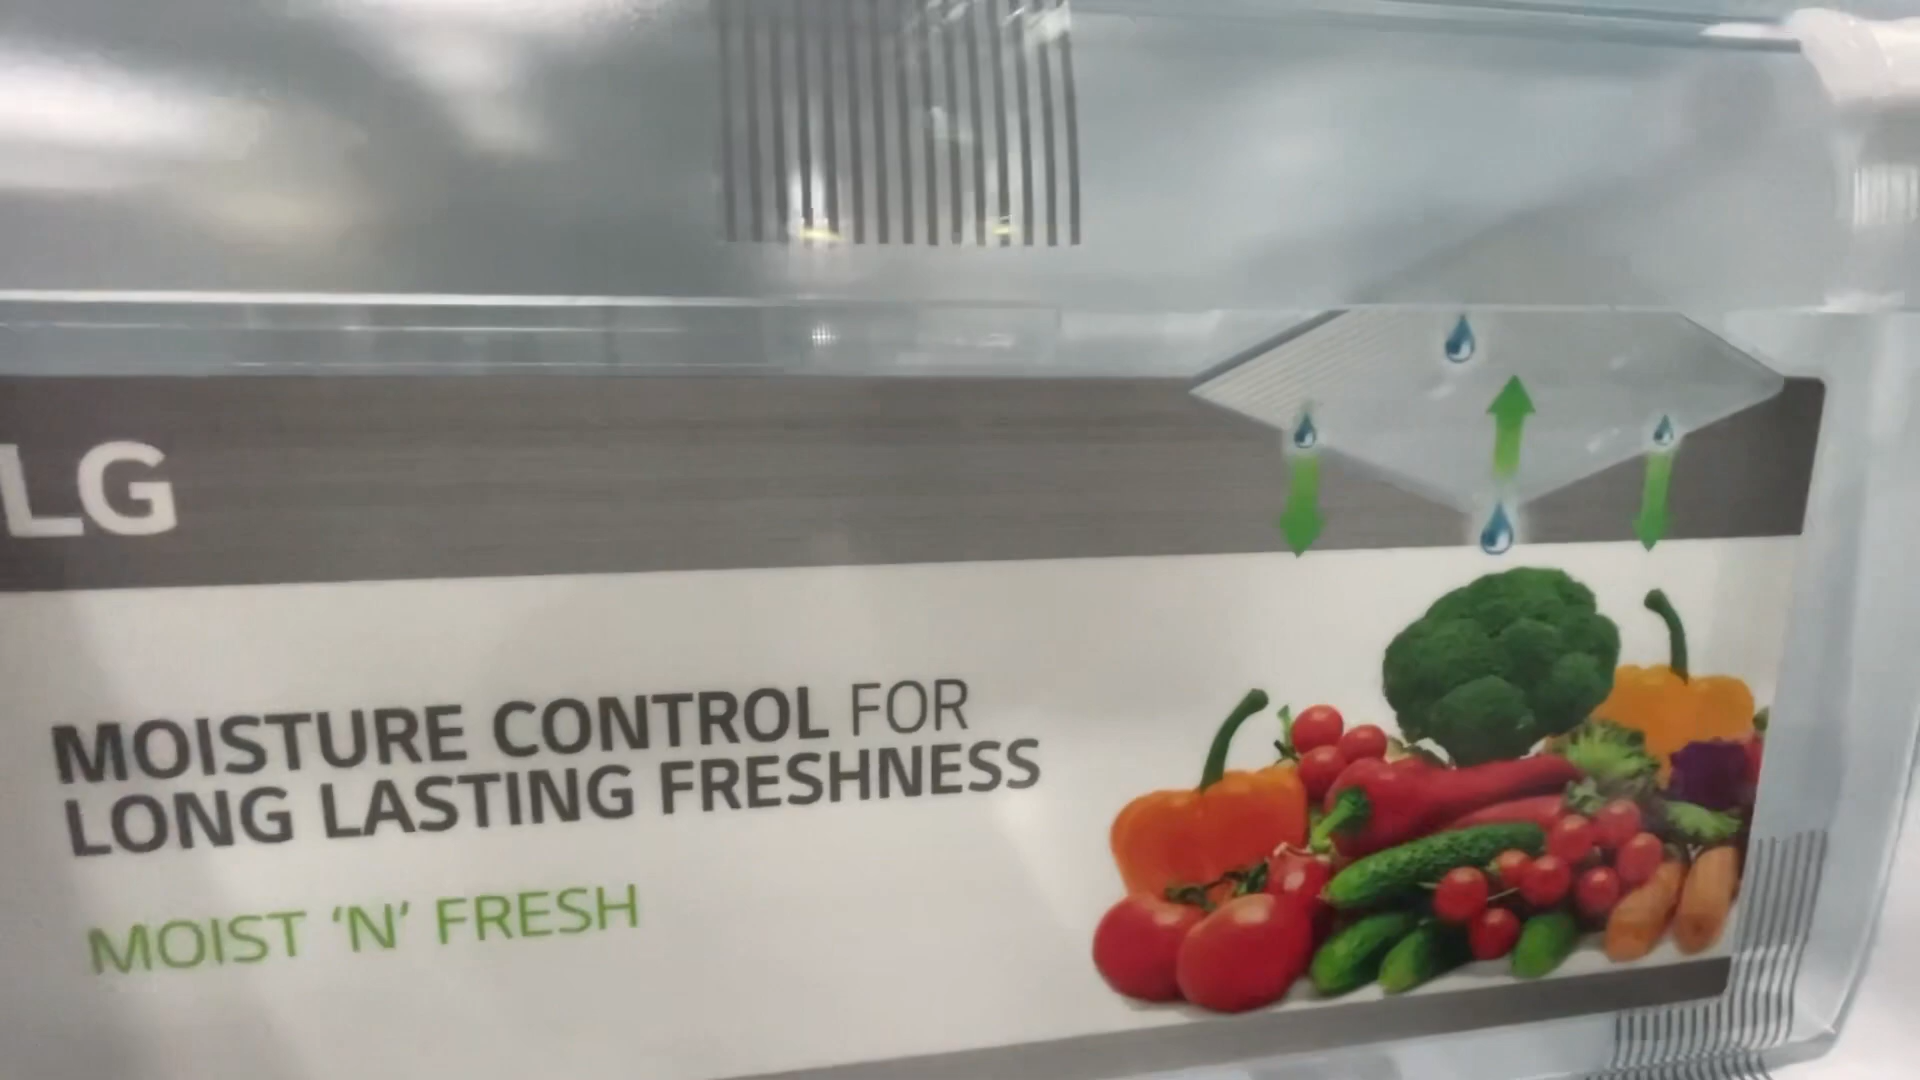 LG
MOISTURE CONTROL FOR
LONG LASTING FRESHNESS
MOIST ‘N’ FRESH